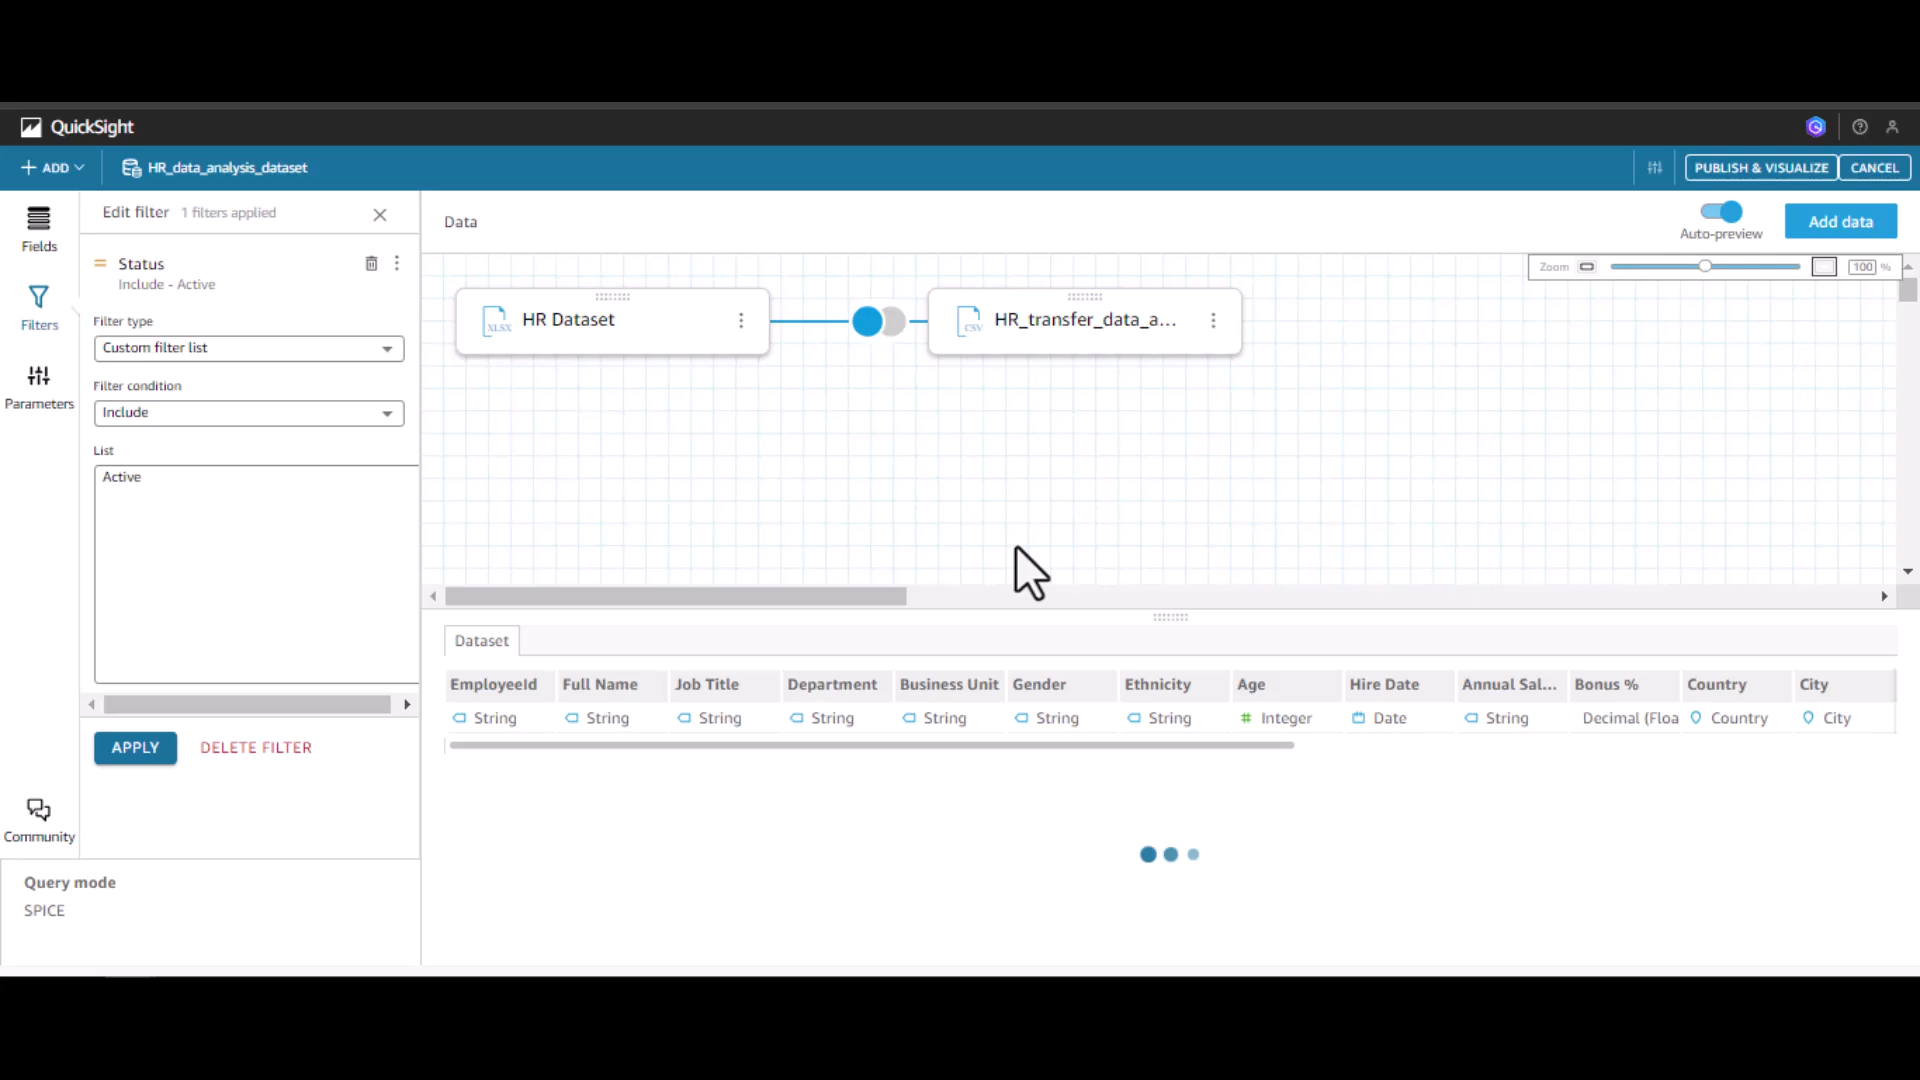 QuickSight
ADD
HR_data_analysis_dataset
PUBLISH & VISUALIZE
CANCEL
Fields
Filters
Parameters
Community
Edit filter 1 filters applied
Status
Include - Active
Filter type
Custom filter list
Filter condition
Include
List
Active
APPLY
DELETE FILTER
Query mode
SPICE
Data
Auto-preview
Add data
Zoom
100 %
XLSX HR Dataset
CSV HR_transfer_data_a...
Dataset
EmployeeId Full Name Job Title Department Business Unit Gender Ethnicity Age Hire Date Annual Sal... Bonus % Country City
String String String String String String String # Integer Date String Decimal (Floa Country City